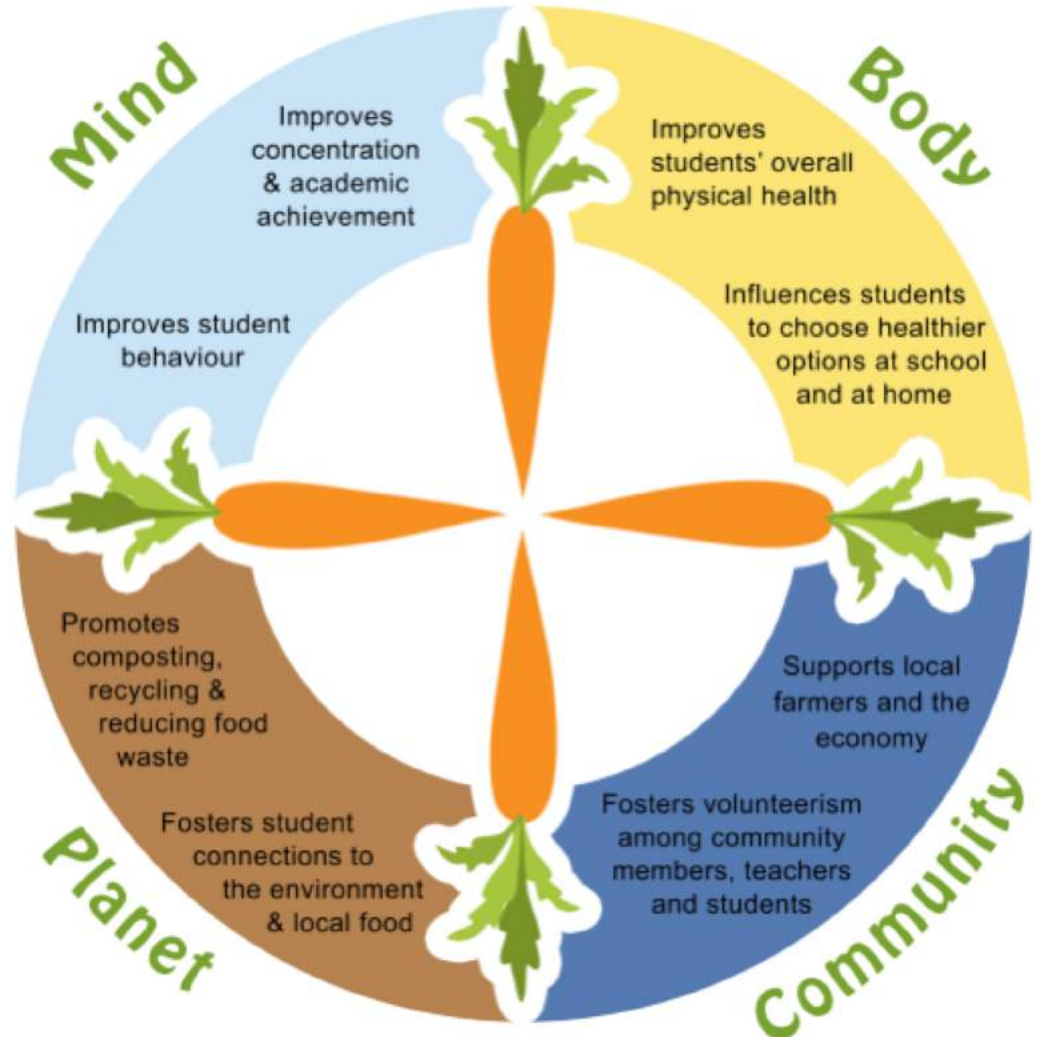 Mind
Improves
concentration
& academic
achievement
Improves student
behaviour
Body
Improves
students' overall
physical health
Influences students
to choose healthier
options at school
and at home
Planet
Promotes
composting,
recycling &
reducing food
waste
Fosters student
connections to
the environment
& local food
Community
Supports local
farmers and the
economy
Fosters volunteerism
among community
members, teachers
and students